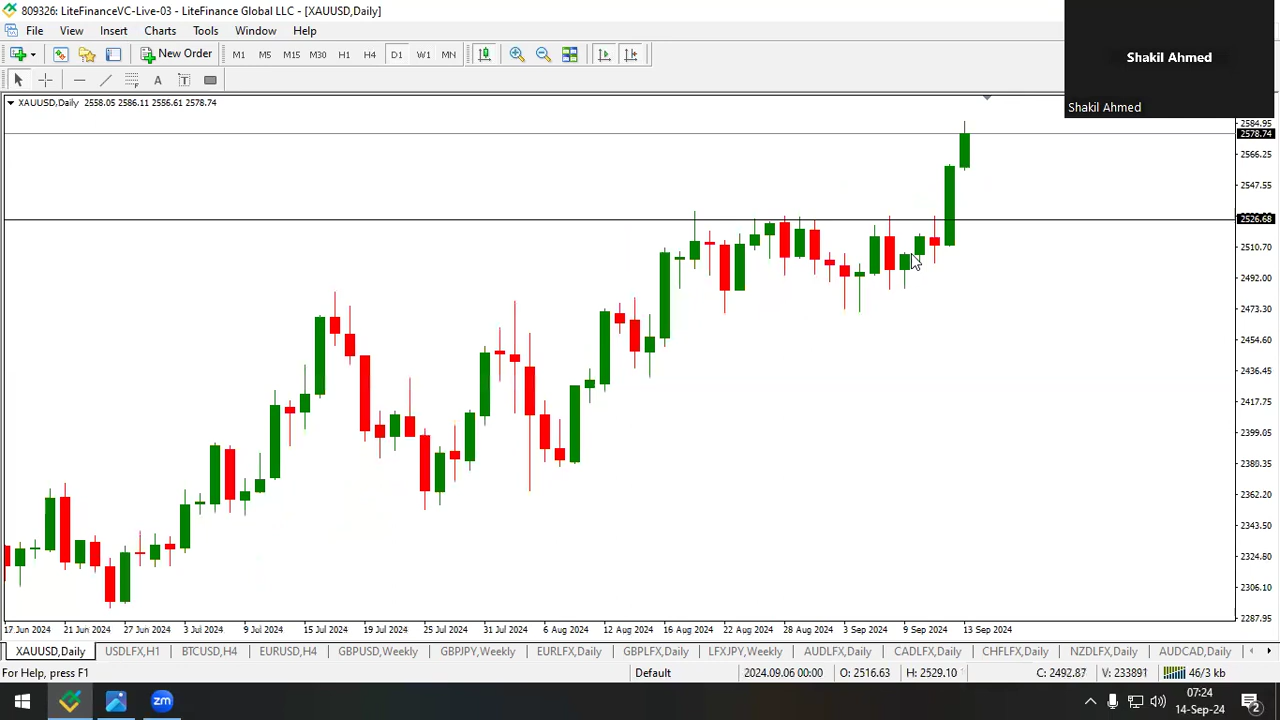 809326: LiteFinanceVC-Live-03 - LiteFinance Global LLC - [XAUUSD,Daily]
File View Insert Charts Tools Window Help
New Order M1 M5 M15 M30 H1 H4 D1 W1 MN
A T
Shakil Ahmed
Shakil Ahmed
XAUUSD,Daily 2558.05 2586.11 2556.61 2578.74
2584.95
2578.74
2566.25
2547.55
2526.68
2510.70
2492.00
2473.30
2454.60
2436.45
2417.75
2399.05
2380.35
2362.20
2343.50
2324.80
2306.10
2287.95
17 Jun 2024 21 Jun 2024 27 Jun 2024 3 Jul 2024 9 Jul 2024 15 Jul 2024 19 Jul 2024 25 Jul 2024 31 Jul 2024 6 Aug 2024 12 Aug 2024 16 Aug 2024 22 Aug 2024 28 Aug 2024 3 Sep 2024 9 Sep 2024 13 Sep 2024
XAUUSD,Daily USDLFX,H1 BTCUSD,H4 EURUSD,H4 GBPUSD,Weekly GBPJPY,Weekly EURLFX,Daily GBPLFX,Daily LFXJPY,Weekly AUDLFX,Daily CADLFX,Daily CHFLFX,Daily NZDLFX,Daily AUDCAD,Daily
For Help, press F1 Default 2024.09.06 00:00 O: 2516.63 H: 2529.10 C: 2492.87 V: 233891 46/3 kb
zm 07:24
14-Sep-24 2